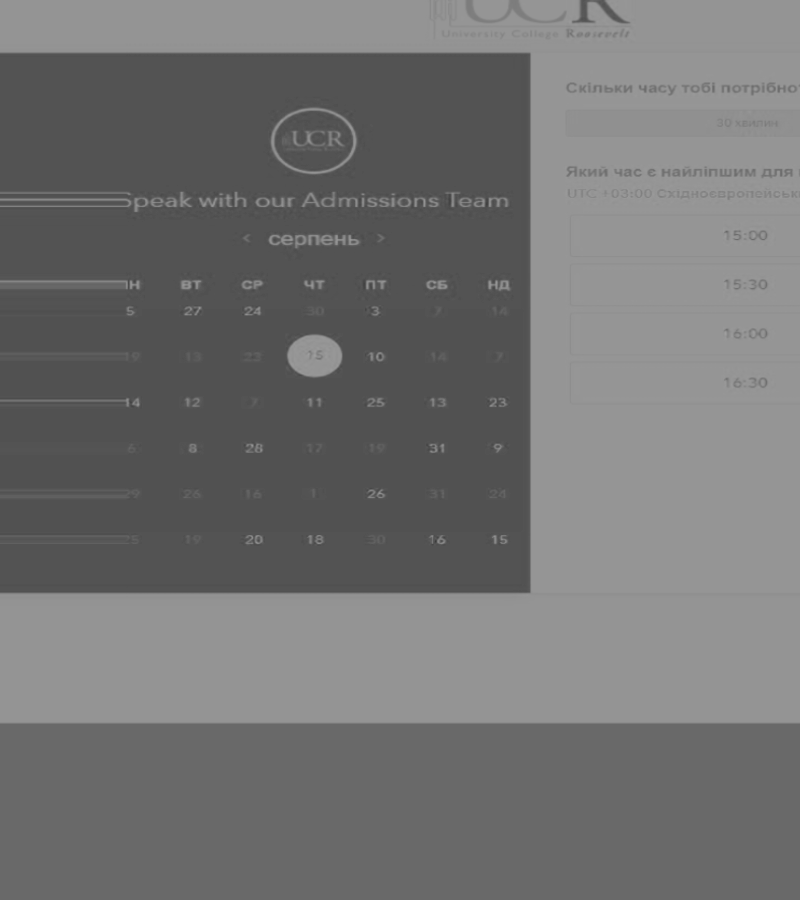 UCR
University College Roosevelt
UCR
Speak with our Admissions Team
< серпень >
ВТ СР ЧТ ПТ СБ НД
5 27 24 30 3 7 14
19 13 22 15 10 14 7
14 12 7 11 25 13 23
6 8 28 17 19 31 9
29 26 16 1 26 31 24
25 19 20 18 30 16 15
Скільки часу тобі потрібно
30 хвилин
Який час є найліпшим для
UTC +03:00
15:00
15:30
16:00
16:30